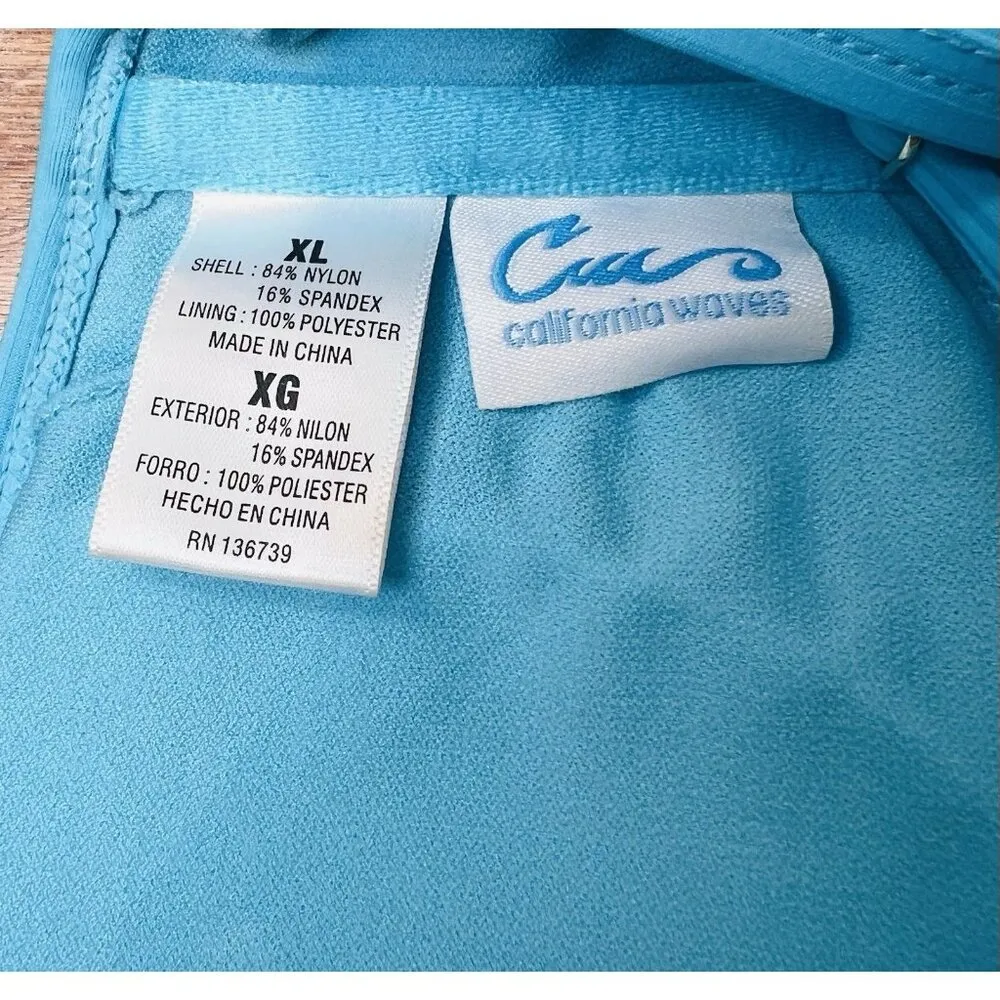 XL
SHELL : 84% NYLON
16% SPANDEX
LINING : 100% POLYESTER
MADE IN CHINA
XG
EXTERIOR : 84% NILON
16% SPANDEX
FORRO : 100% POLIESTER
HECHO EN CHINA
RN 136739
california waves